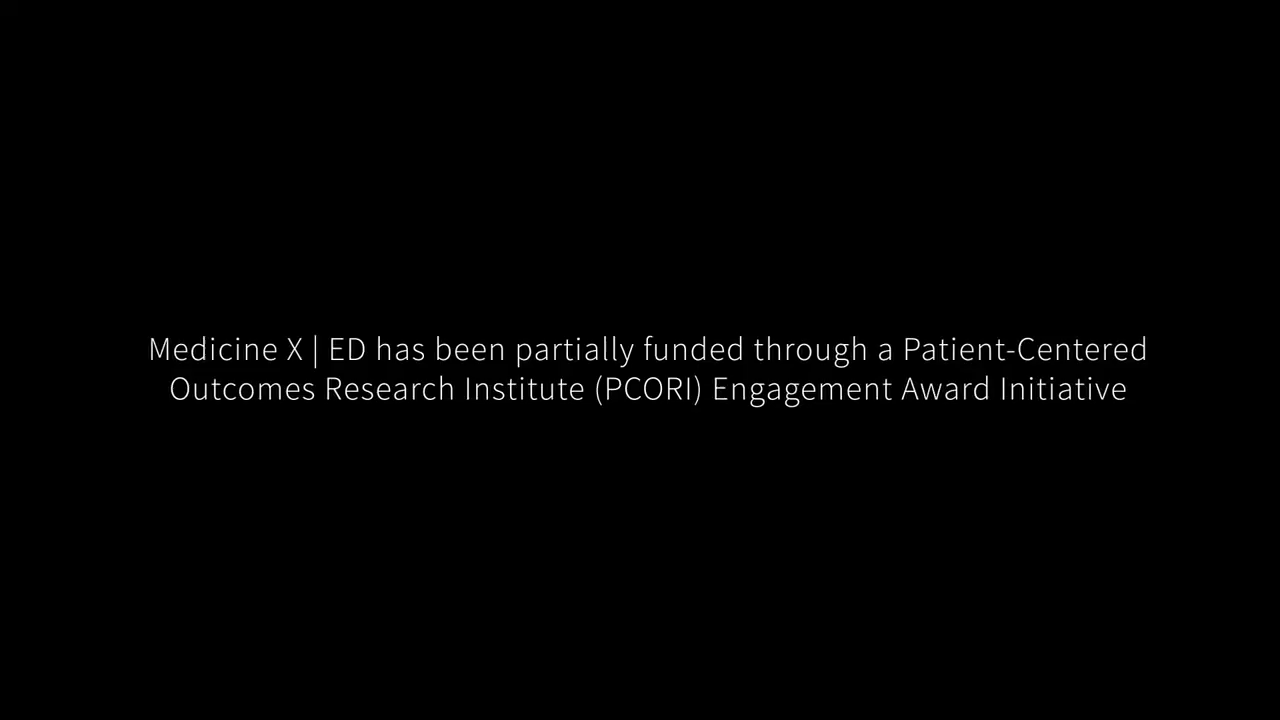 Medicine X | ED has been partially funded through a Patient-Centered
Outcomes Research Institute (PCORI) Engagement Award Initiative